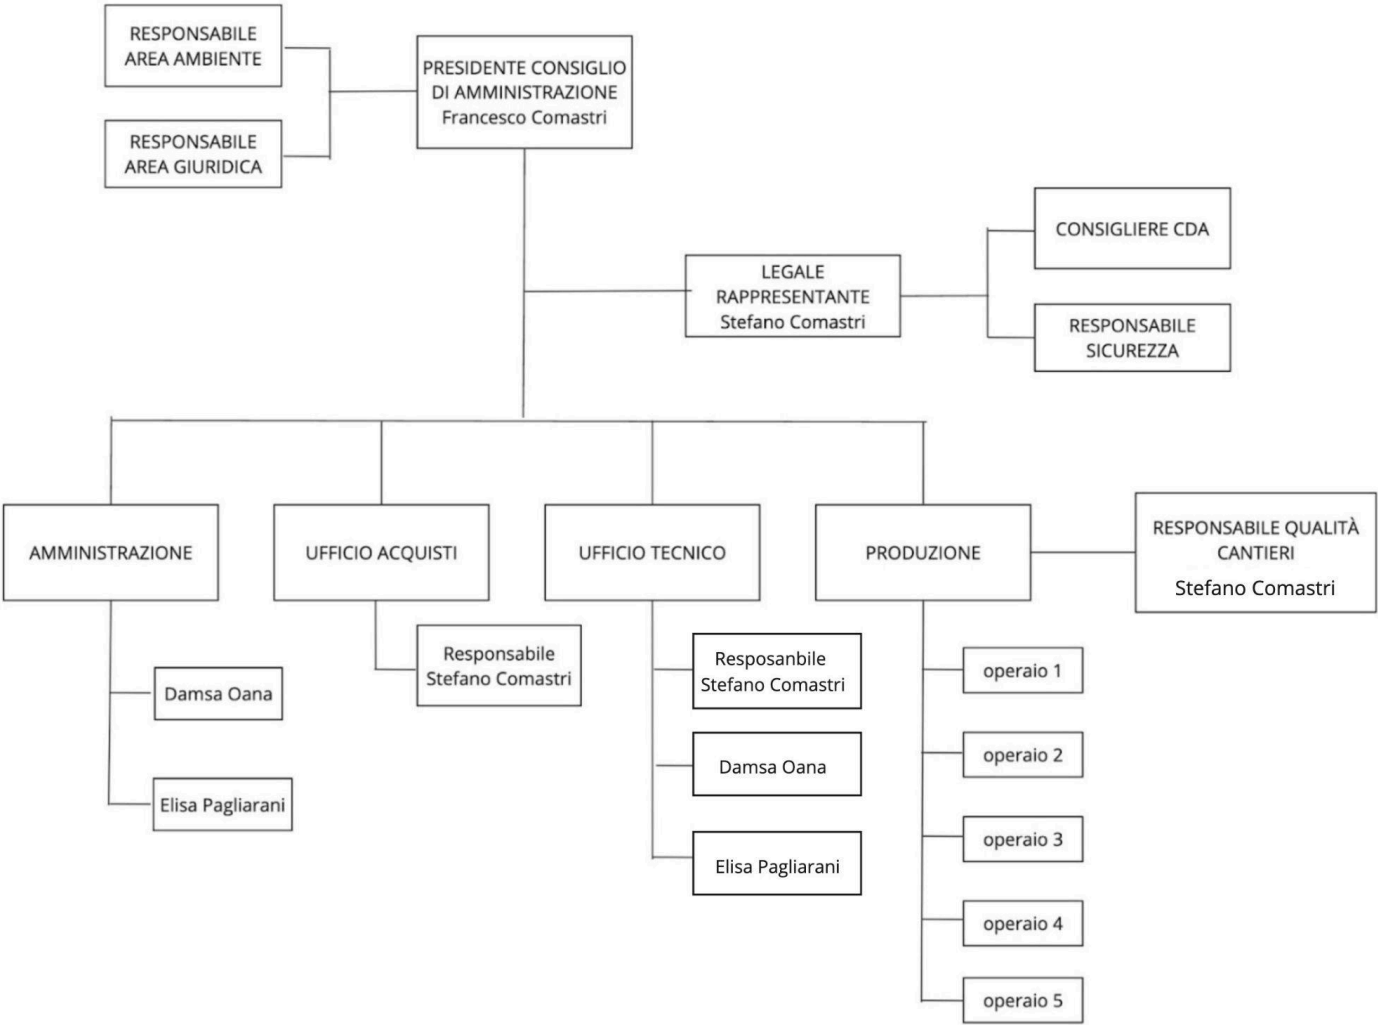 RESPONSABILE
AREA AMBIENTE
PRESIDENTE CONSIGLIO
DI AMMINISTRAZIONE
Francesco Comastri
RESPONSABILE
AREA GIURIDICA
CONSIGLIERE CDA
LEGALE
RAPPRESENTANTE
Stefano Comastri
RESPONSABILE
SICUREZZA
AMMINISTRAZIONE
UFFICIO ACQUISTI
UFFICIO TECNICO
PRODUZIONE
RESPONSABILE QUALITÀ
CANTIERI
Stefano Comastri
Damsa Oana
Elisa Pagliarani
Responsabile
Stefano Comastri
Resposanbile
Stefano Comastri
Damsa Oana
Elisa Pagliarani
operaio 1
operaio 2
operaio 3
operaio 4
operaio 5